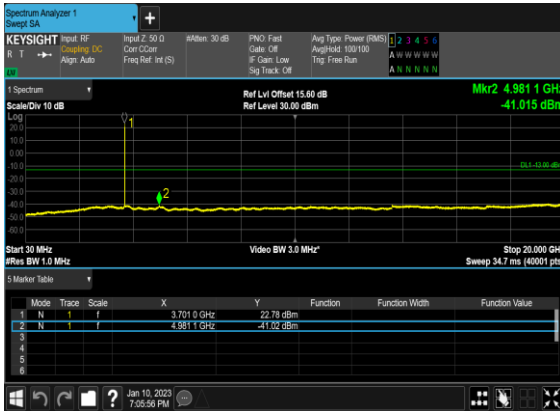 Spectrum Analyzer 1
Swept SA
+
KEYSIGHT Input: RF Input Z: 50 Ω #Atten: 30 dB PNO: Fast Avg Type: Power (RMS) 1 2 3 4 5 6
R T Coupling: DC Corr CCorr Gate: Off Avg|Hold: 100/100 A W W W W W
Align: Auto Freq Ref: Int (S) IF Gain: Low Trig: Free Run
Sig Track: Off A N N N N N
1 Spectrum
Scale/Div 10 dB
Ref Lvl Offset 15.60 dB
Ref Level 30.00 dBm
Mkr2 4.981 1 GHz
-41.015 dBm
Log
20.0
10.0
0.00
-10.0
-20.0
-30.0
-40.0
-50.0
-60.0
1
2
DL1 -13.00 dBm
Start 30 MHz Video BW 3.0 MHz* Stop 20.000 GHz
#Res BW 1.0 MHz Sweep 34.7 ms (40001 pts)
5 Marker Table
Mode Trace Scale X Y Function Function Width Function Value
1 N 1 f 3.701 0 GHz 22.78 dBm
2 N 1 f 4.981 1 GHz -41.02 dBm
3
4
5
6
?
Jan 10, 2023
7:05:56 PM